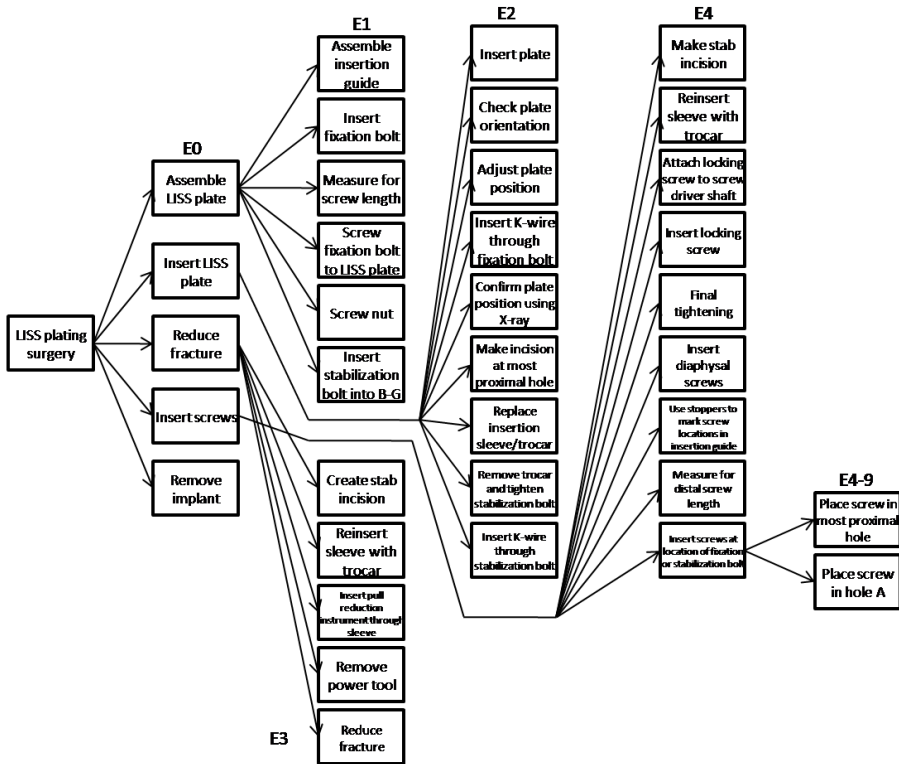 E1
Assemble
insertion
guide
Insert
fixation bolt
Measure for
screw length
Screw
fixation bolt
to LISS plate
Screw nut
Insert
stabilization
bolt into B-G
E0
Assemble
LISS plate
Insert LISS
plate
Reduce
fracture
Insert screws
Remove
implant
LISS plating
surgery
E2
Insert plate
Check plate
orientation
Adjust plate
position
Insert K-wire
through
fixation bolt
Confirm plate
position using
X-ray
Make incision
at most
proximal hole
Replace
insertion
sleeve/trocar
Remove trocar
and tighten
stabilization bolt
Insert K-wire
through
stabilization bolt
E3
Create stab
incision
Reinsert
sleeve with
trocar
Insert pull
reduction
instrument through
sleeve
Remove
power tool
Reduce
fracture
E4
Make stab
incision
Reinsert
sleeve with
trocar
Attach locking
screw to screw
driver shaft
Insert locking
screw
Final
tightening
Insert
diaphysal
screws
Use stoppers to
mark screw
locations in
insertion guide
Measure for
distal screw
length
Insert screws at
location of fixation
or stabilization bolt
E4-9
Place screw in
most proximal
hole
Place screw
in hole A